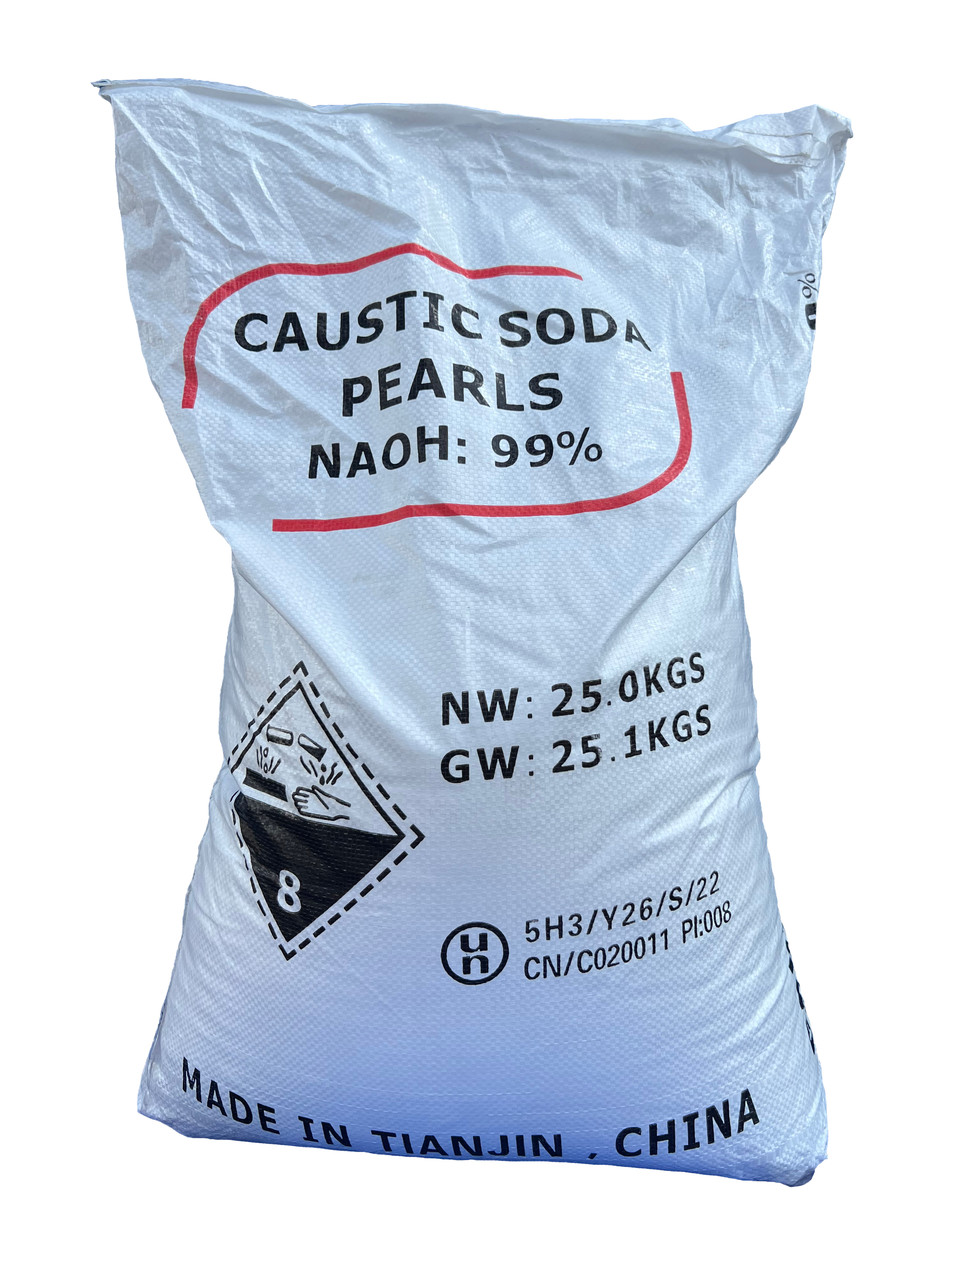 CAUSTIC SODA
PEARLS
NAOH: 99%
NW: 25.0KGS
GW: 25.1KGS
8
un
5H3/Y26/S/22
CN/C020011 PI:008
MADE IN TIANJIN , CHINA